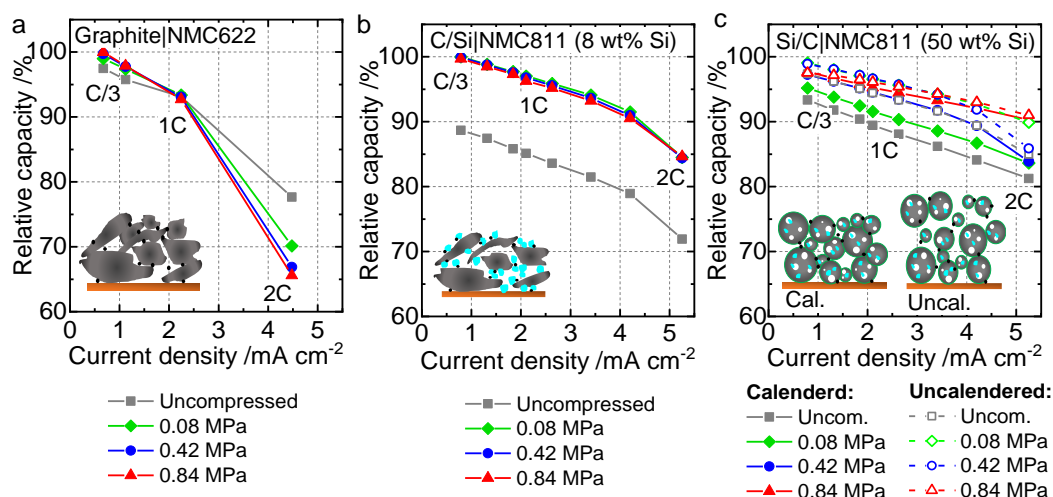 a
Graphite|NMC622
100
90
80
70
60
Relative capacity /%
C/3
1C
2C
0 1 2 3 4 5
Current density /mA cm-2
Uncompressed
0.08 MPa
0.42 MPa
0.84 MPa
b
C/Si|NMC811 (8 wt% Si)
100
90
80
70
60
Relative capacity /%
C/3
1C
2C
0 1 2 3 4 5
Current density /mA cm-2
Uncompressed
0.08 MPa
0.42 MPa
0.84 MPa
c
Si/C|NMC811 (50 wt% Si)
100
90
80
70
60
Relative capacity /%
C/3
1C
2C
Cal.
Uncal.
0 1 2 3 4 5
Current density /mA cm-2
Calenderd:
Uncom.
0.08 MPa
0.42 MPa
0.84 MPa
Uncalendered:
Uncom.
0.08 MPa
0.42 MPa
0.84 MPa